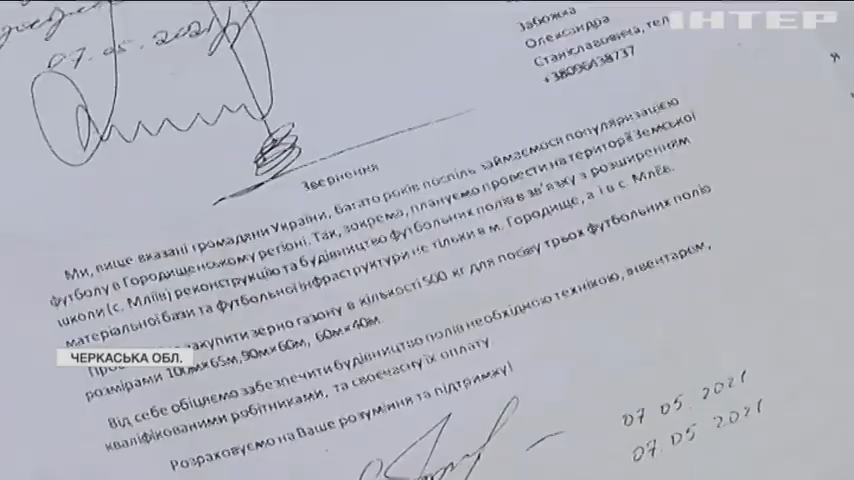 07.05.2021
Забожка
Олександра
Станіславовича, тел
+38096438737
ІНТЕР
Звернення
Ми, вище вказані громадяни України, багато років поспіль займаємося популяризацією
футболу в Городищенському регіоні. Так, зокрема, плануємо провести на території Земської
школи (с. Мліїв) реконструкцію та будівництво футбольних полів в зв'язку з розширенням
матеріальної бази та футбольної інфраструктури не тільки в м. Городище, а і в с. Мліїв.
закупити зерно газону в кількості 500 кг для посіву трьох футбольних полів
розмірами 100м×65м,90м×60м, 60м×40м.
ЧЕРКАСЬКА ОБЛ.
Від себе обіцяємо забезпечити будівництво полів необхідною технікою, інвентарем,
кваліфікованими робітниками, та своєчасну їх оплату
Розраховуємо на Ваше розуміння та підтримку!
07 05. 2021
07. 05 2021